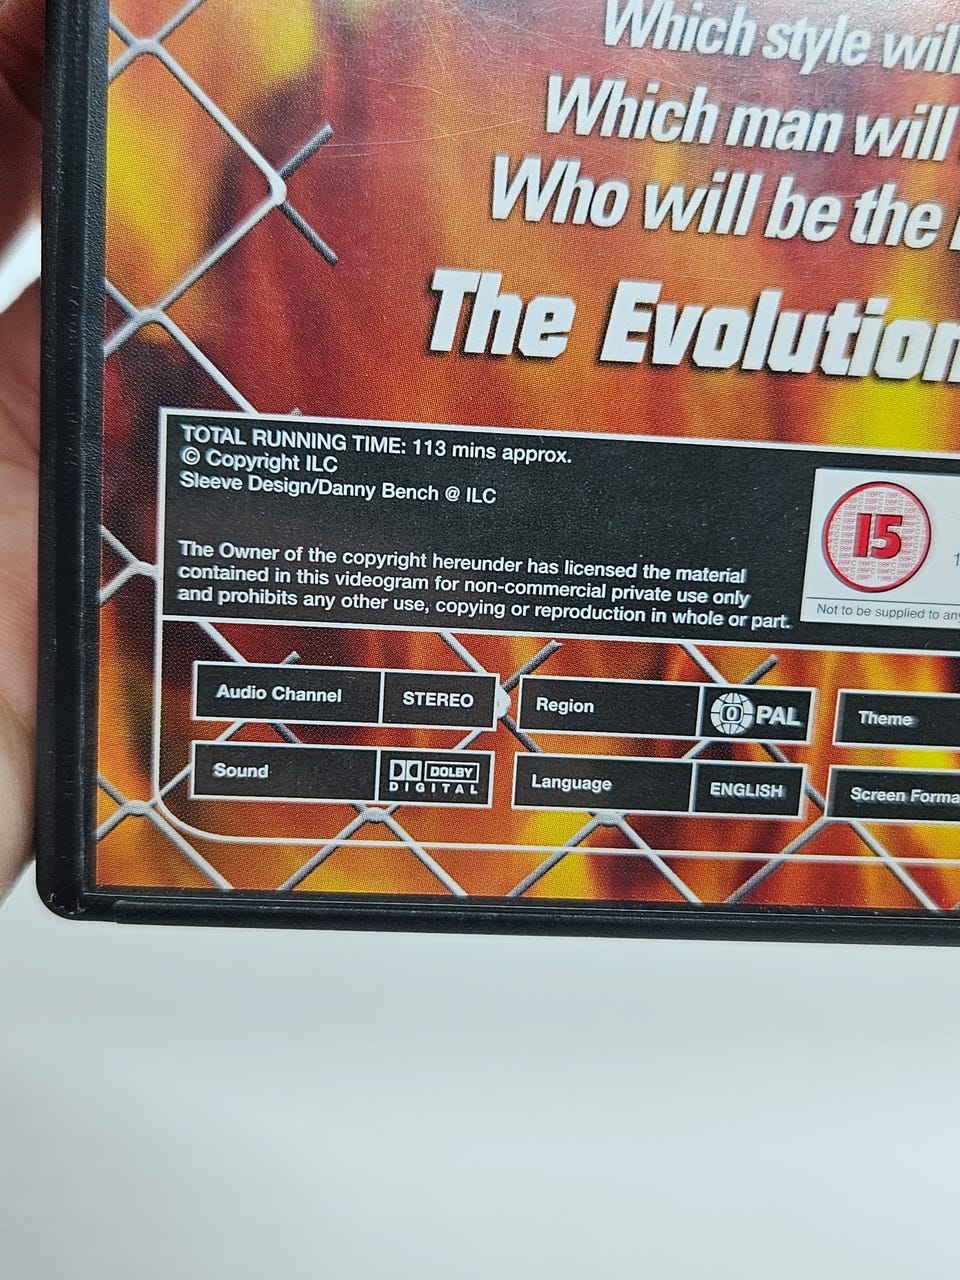 Which style will
Which man will
Who will be the
The Evolution
TOTAL RUNNING TIME: 113 mins approx.
© Copyright ILC
Sleeve Design/Danny Bench @ ILC
The Owner of the copyright hereunder has licensed the material
contained in this videogram for non-commercial private use only
and prohibits any other use, copying or reproduction in whole or part.
15
Not to be supplied to any
Audio Channel STEREO
Region 0 PAL
Theme
Sound DOLBY DIGITAL
Language ENGLISH
Screen Forma